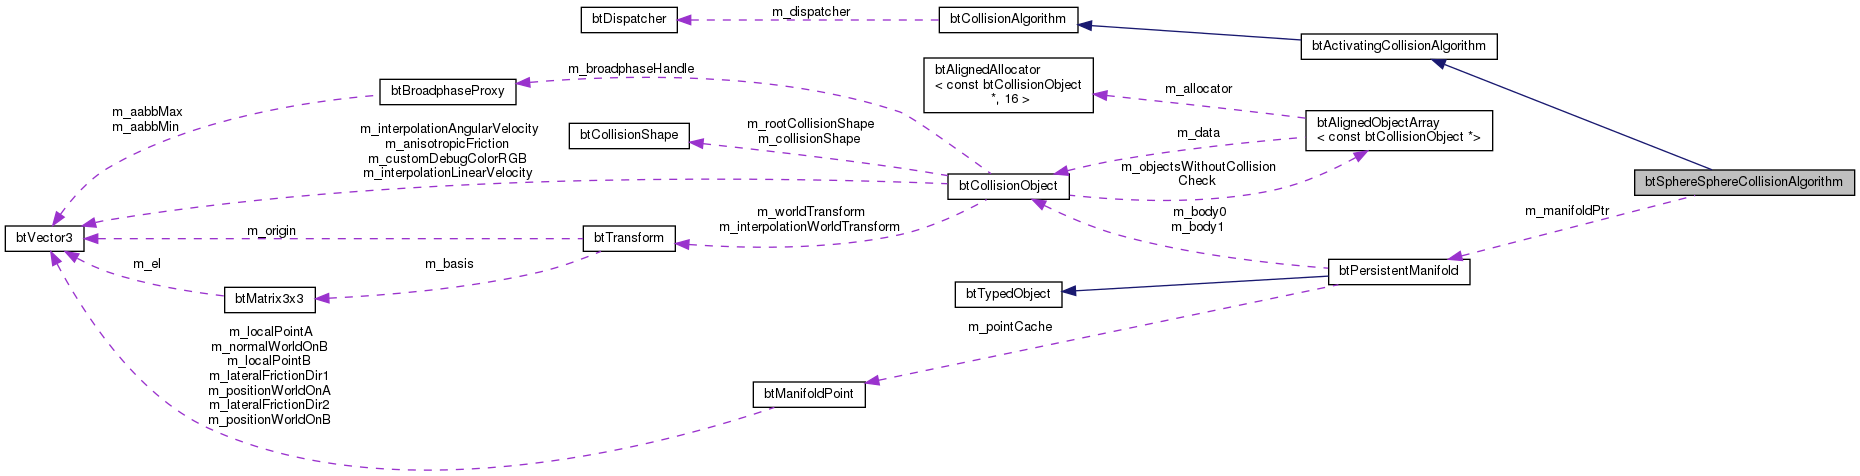 btDispatcher
m_dispatcher
btCollisionAlgorithm
btActivatingCollisionAlgorithm
m_broadphaseHandle
btAlignedAllocator
< const btCollisionObject
*, 16 >
btBroadphaseProxy
m_allocator
m_aabbMax
m_aabbMin
m_interpolationAngularVelocity
m_anisotropicFriction
m_customDebugColorRGB
m_interpolationLinearVelocity
btCollisionShape
m_rootCollisionShape
m_collisionShape
m_data
btAlignedObjectArray
< const btCollisionObject *>
btCollisionObject
m_objectsWithoutCollision
Check
btSphereSphereCollisionAlgorithm
m_worldTransform
m_interpolationWorldTransform
m_body0
m_body1
m_manifoldPtr
btVector3
m_origin
btTransform
m_el
m_basis
btMatrix3x3
btTypedObject
btPersistentManifold
m_pointCache
m_localPointA
m_normalWorldOnB
m_localPointB
m_lateralFrictionDir1
m_positionWorldOnA
m_lateralFrictionDir2
m_positionWorldOnB
btManifoldPoint